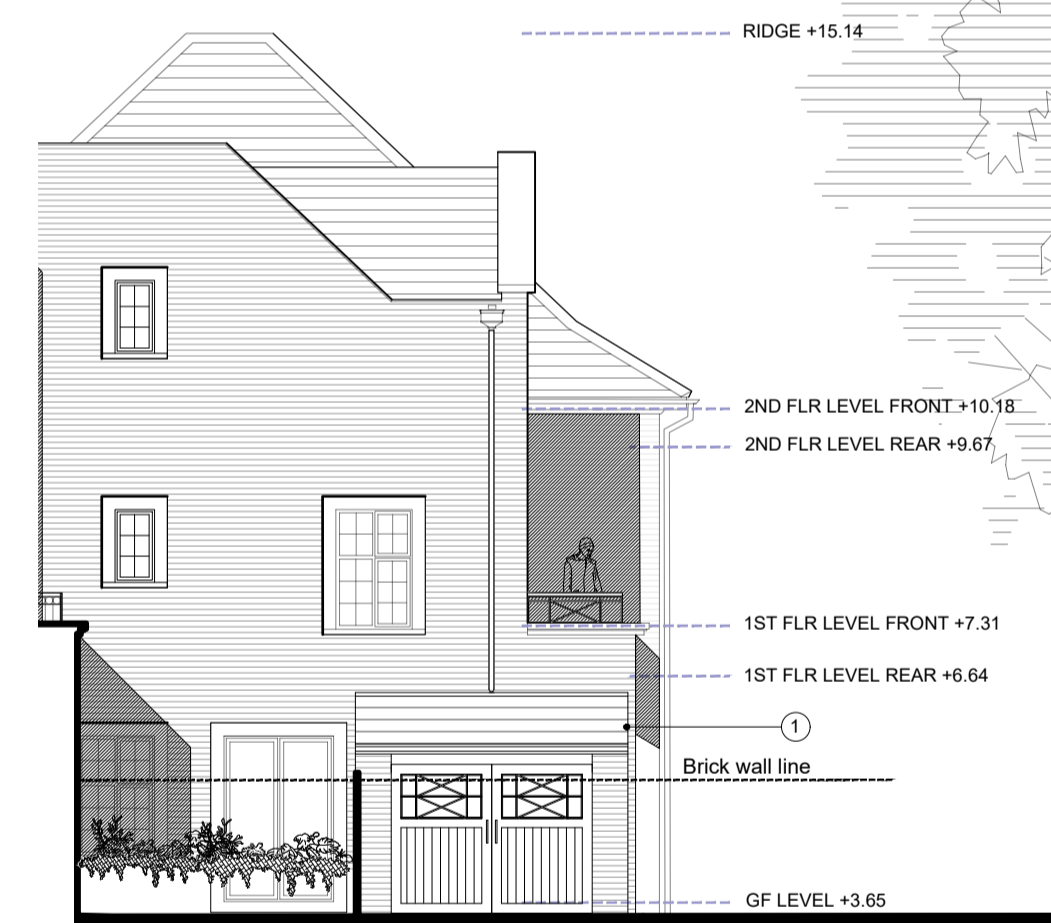 RIDGE +15.14
2ND FLR LEVEL FRONT +10.18
2ND FLR LEVEL REAR +9.67
1ST FLR LEVEL FRONT +7.31
1ST FLR LEVEL REAR +6.64
1
Brick wall line
GF LEVEL +3.65